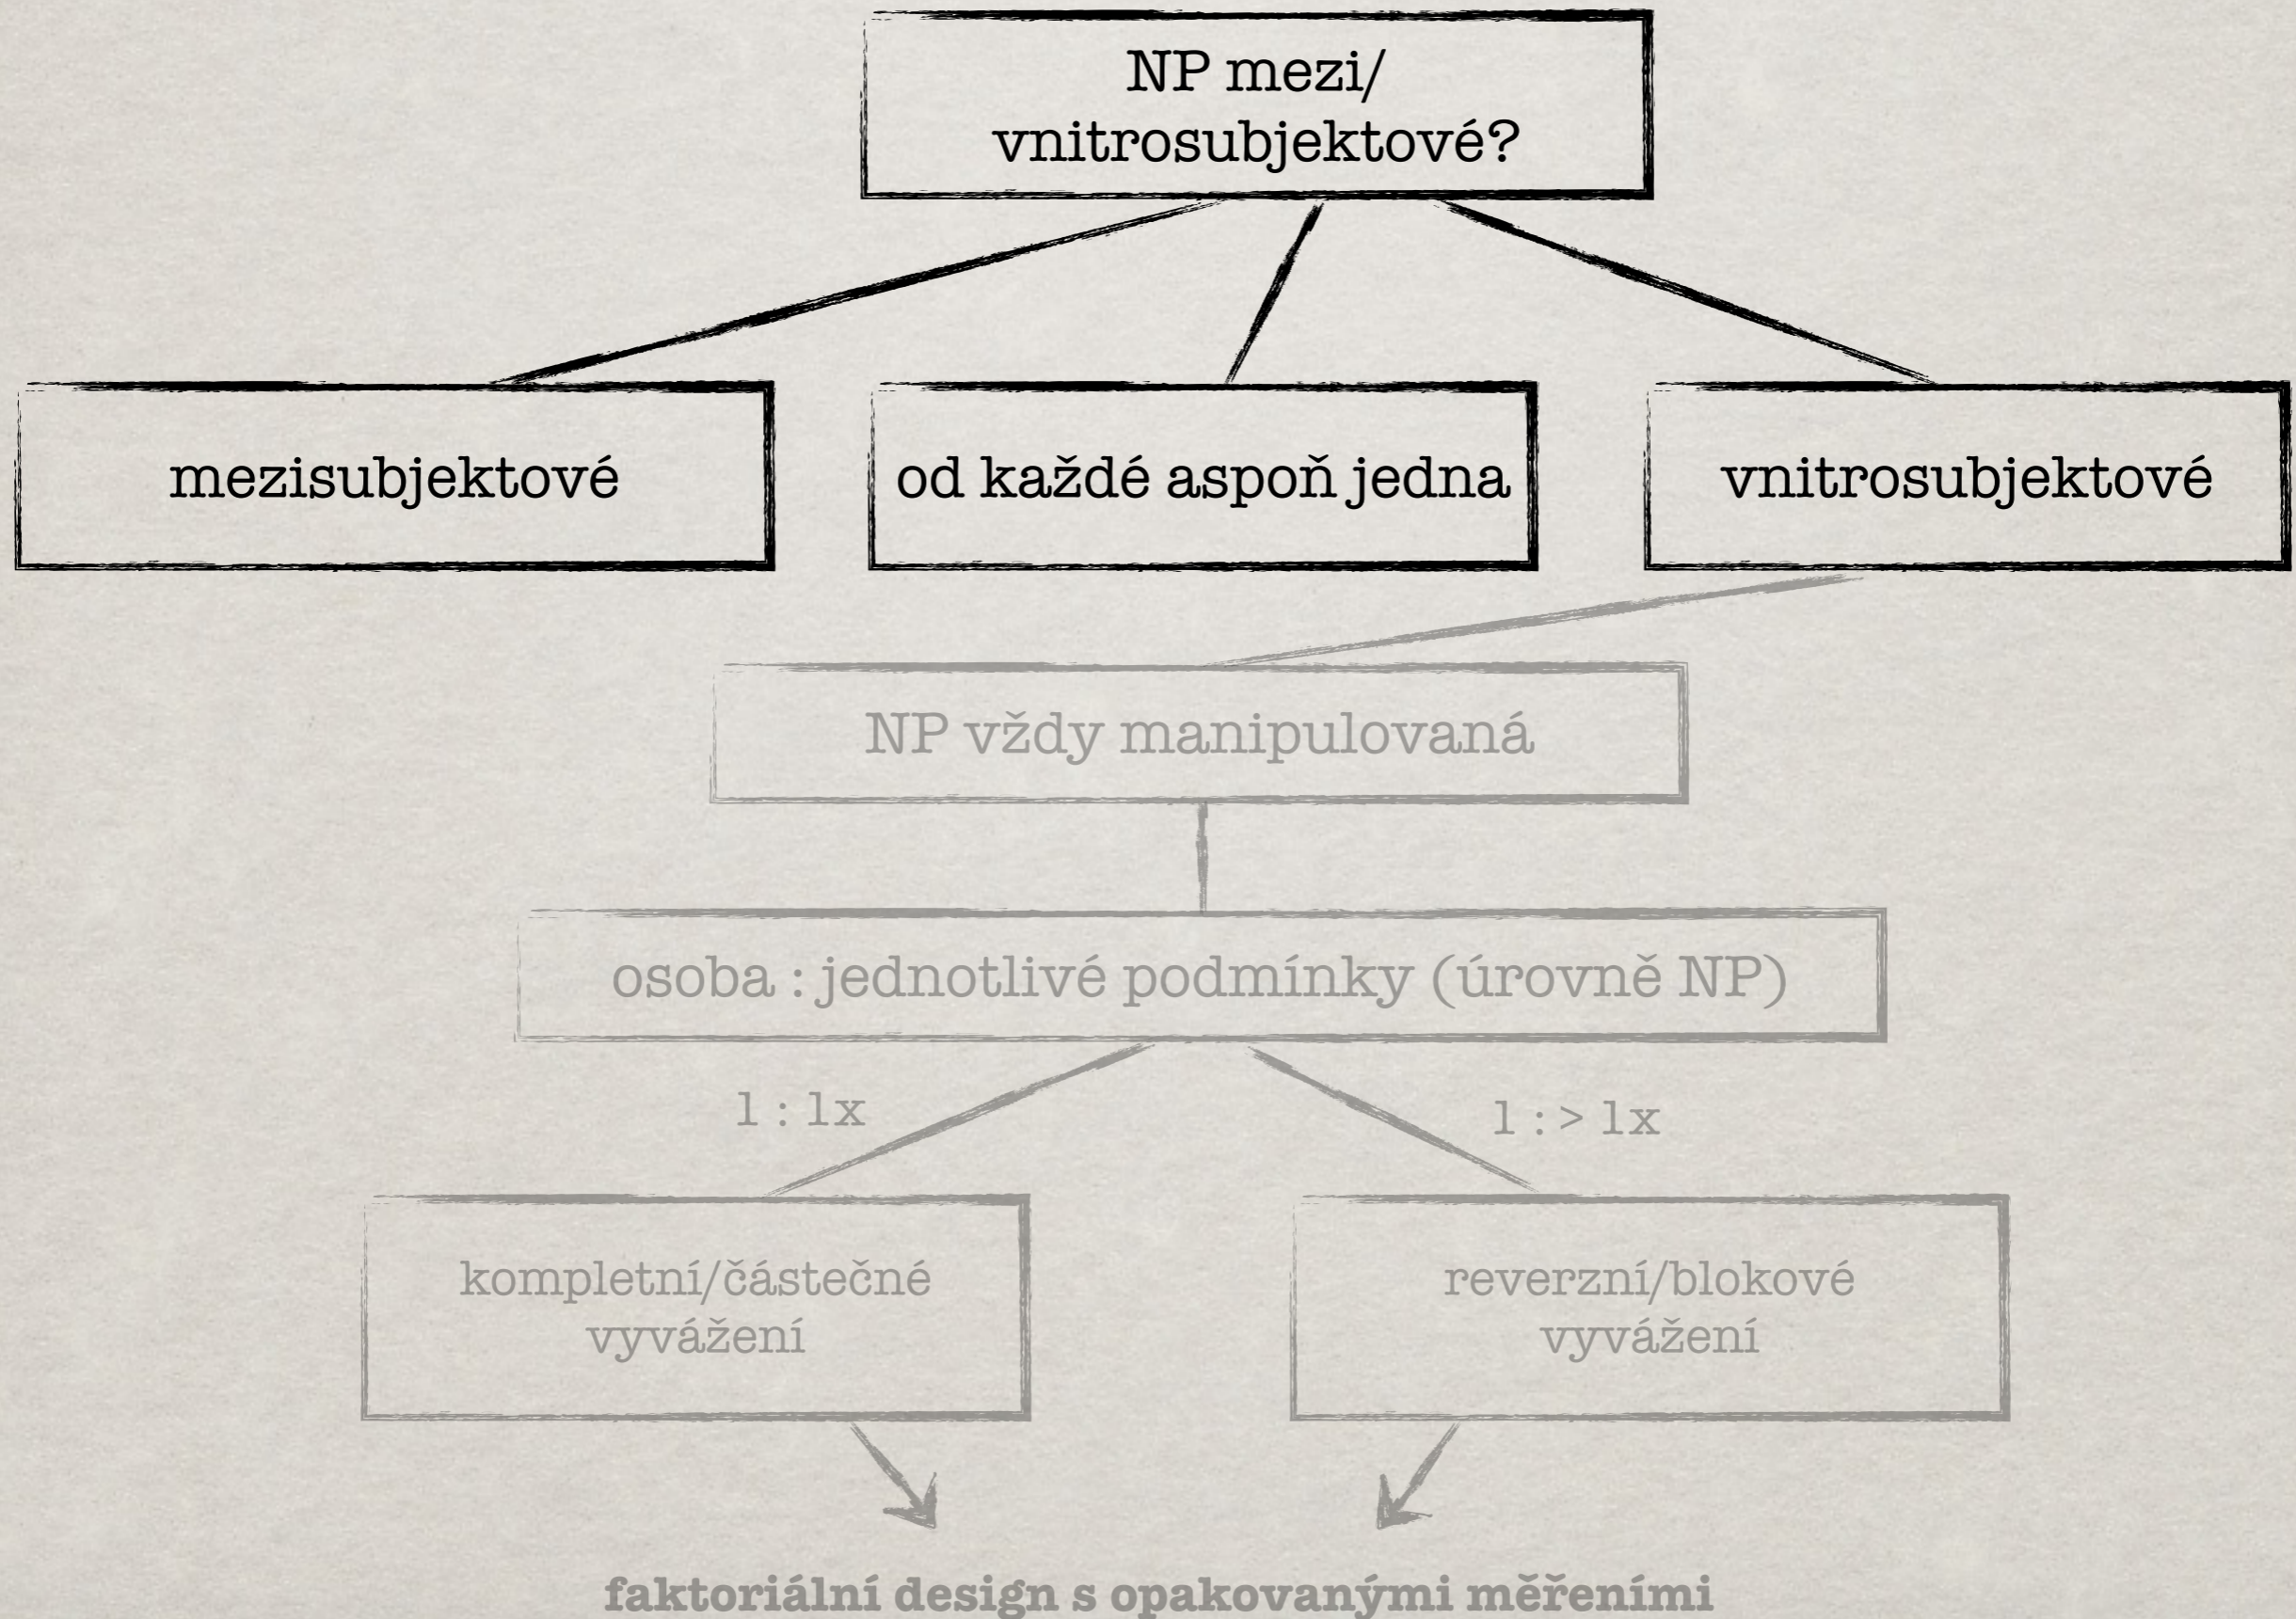 NP mezi/
vnitrosubjektové?
mezisubjektové
od každé aspoň jedna
vnitrosubjektové
NP vždy manipulovaná
osoba : jednotlivé podmínky (úrovně NP)
1 : 1x
1 : > 1x
kompletní/částečné
vyvážení
reverzní/blokové
vyvážení
faktoriální design s opakovanými měřeními